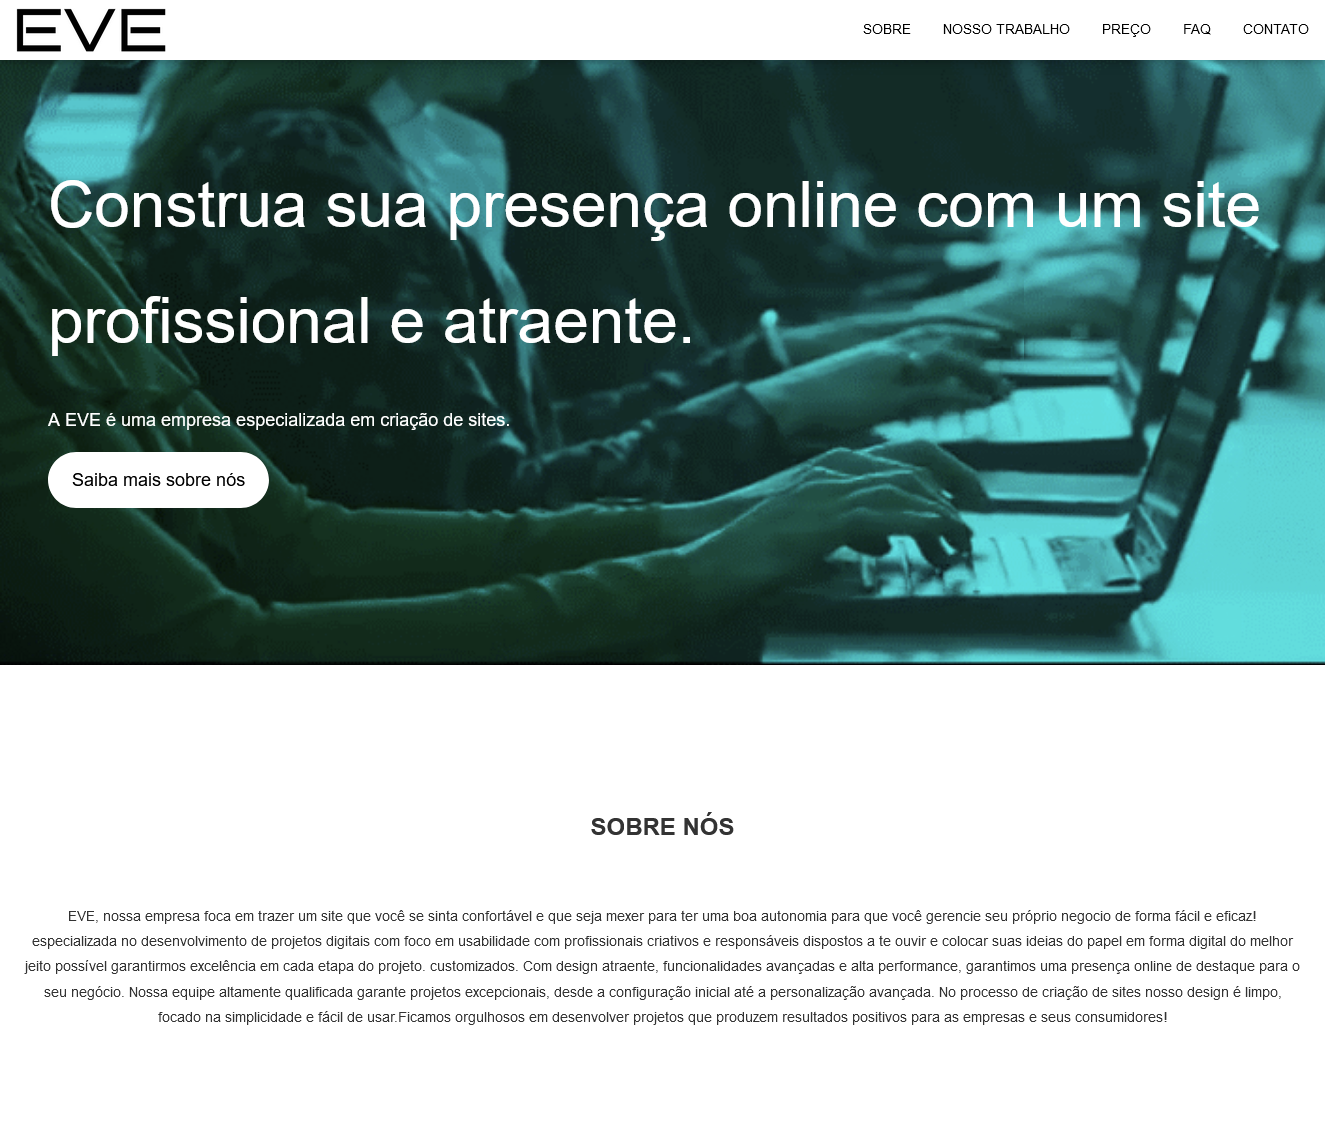 EVE
SOBRE NOSSO TRABALHO PREÇO FAQ CONTATO
Construa sua presença online com um site
profissional e atraente.
A EVE é uma empresa especializada em criação de sites.
Saiba mais sobre nós
SOBRE NÓS
EVE, nossa empresa foca em trazer um site que você se sinta confortável e que seja mexer para ter uma boa autonomia para que você gerencie seu próprio negocio de forma fácil e eficaz!
especializada no desenvolvimento de projetos digitais com foco em usabilidade com profissionais criativos e responsáveis dispostos a te ouvir e colocar suas ideias do papel em forma digital do melhor
jeito possível garantirmos excelência em cada etapa do projeto. customizados. Com design atraente, funcionalidades avançadas e alta performance, garantimos uma presença online de destaque para o
seu negócio. Nossa equipe altamente qualificada garante projetos excepcionais, desde a configuração inicial até a personalização avançada. No processo de criação de sites nosso design é limpo,
focado na simplicidade e fácil de usar.Ficamos orgulhosos em desenvolver projetos que produzem resultados positivos para as empresas e seus consumidores!